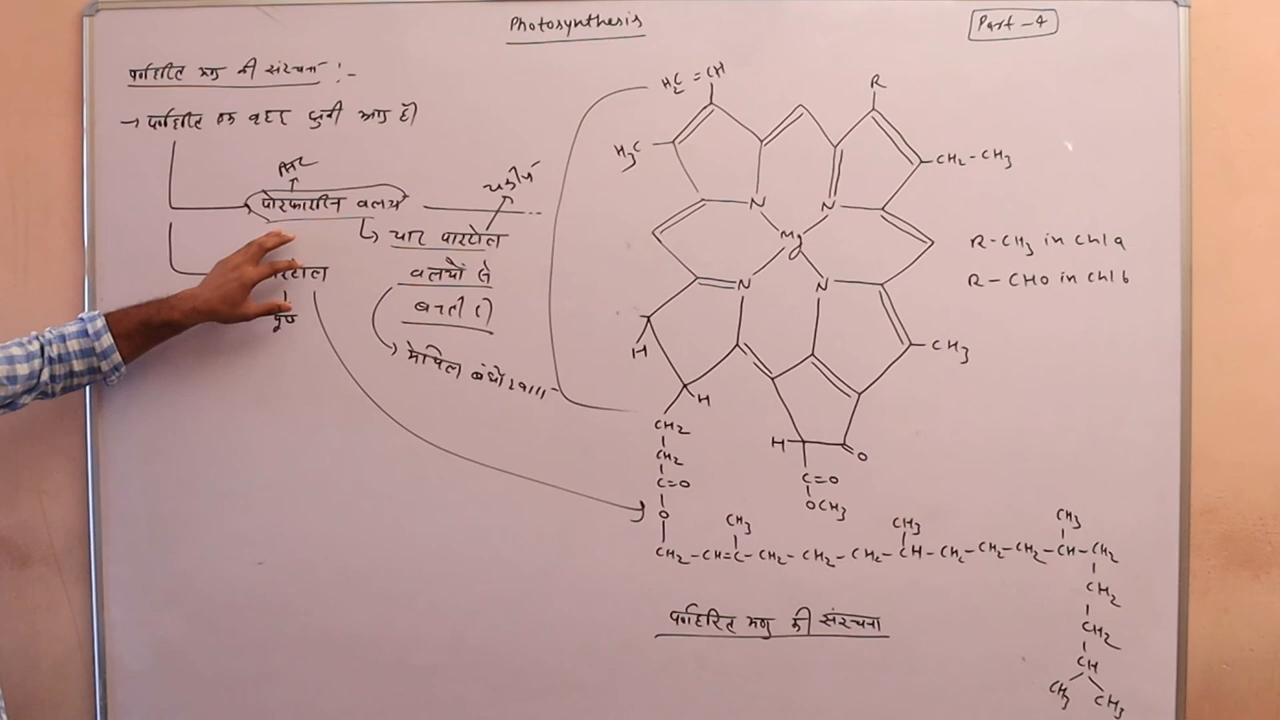 Photosynthesis
Part-4
पर्णहरित अणु की संरचना :-
→ पर्णहरित एक वृहद
पोरफायरिन वलय
चार पायरोल
वलयों से
बनती है
मेथिल बंधो द्वारा
H₂C=CH
H₃C
R
CH₂-CH₃
N
N
Mg
N
N
R-CH₃ in Chl a
R-CHO in Chl b
H
H
CH₃
CH₂
CH₂
C=O
O
H
O
C=O
OCH₃
CH₃
CH₃
CH₃
CH₂-CH=C-CH₂-CH₂-CH₂-CH-CH₂-CH₂-CH₂-CH-CH₂
CH₂
CH₂
CH
CH₃
CH₃
पर्णहरित अणु की संरचना